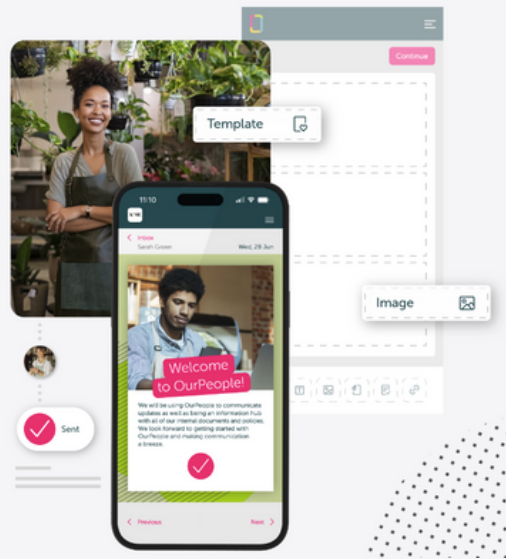 Continue
Template
Image
11:10
Inbox
Sarah Green
Wed, 28 Jun
Welcome
to OurPeople!
We will be using OurPeople to communicate
updates as well as being an information hub
with all of our internal documents and policies.
We look forward to getting started with
OurPeople and making communication
a breeze.
Sent
Previous
Next